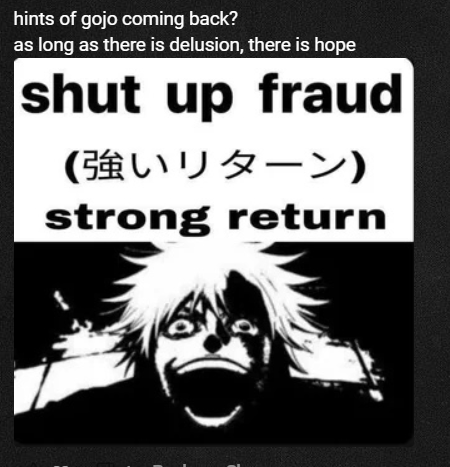 hints of gojo coming back?
as long as there is delusion, there is hope
shut up fraud
(強いリターン)
strong return